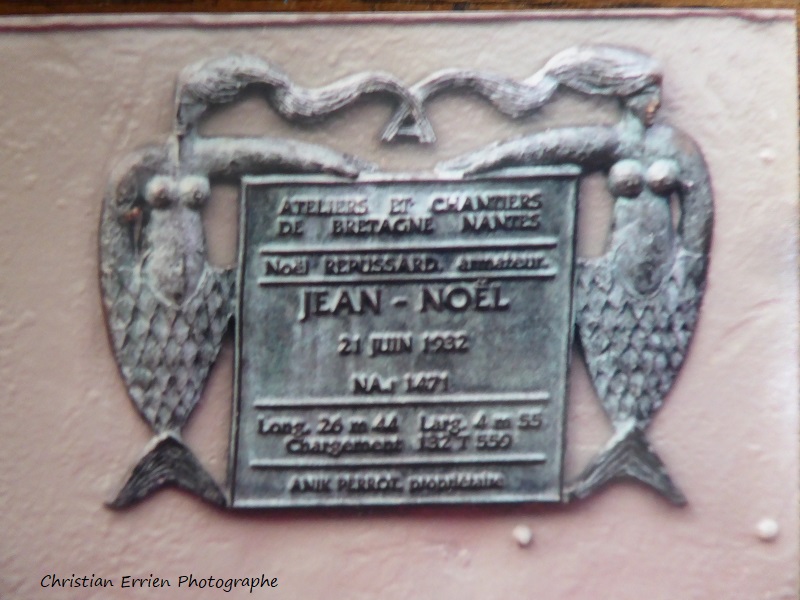 ATELIERS ET CHANTIERS
DE BRETAGNE NANTES
Noël REPUSSARD, armateur.
JEAN - NOËL
21 JUIN 1932
NA.r 1471
Long. 26 m 44 Larg. 4 m 55
Chargement 132 T 559
ANIK PERROT, propriétaire
Christian Errien Photographe